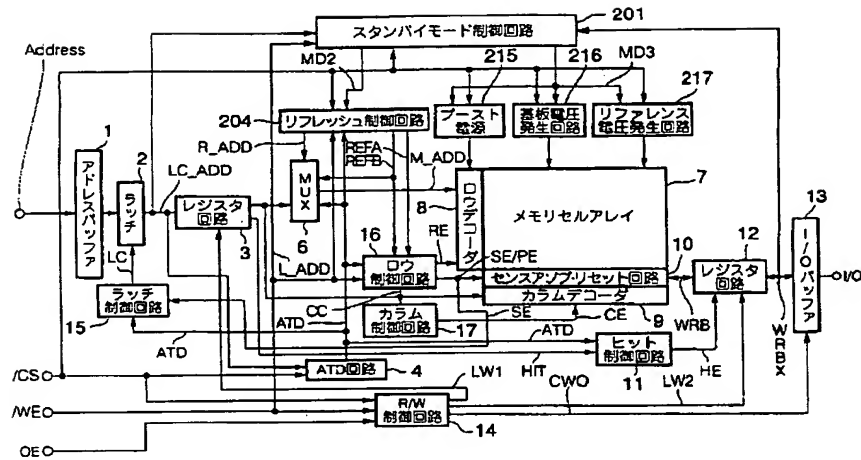 201
スタンバイモード制御回路
Address
MD2
215
216
MD3
217
204
リフレッシュ制御回路
ブースト
電源
基板電圧
発生回路
リファレンス
電圧発生回路
1
アドレスバッファ
2
ラッチ
LC_ADD
R_ADD
REFA
REFB
M_ADD
MUX
6
レジスタ
回路
3
8
ロウデコーダ
メモリセルアレイ
7
13
I/Oバッファ
I/O
16
ロウ
制御回路
RE
SE/PE
10
12
センスアンプ・リセット回路
レジスタ
回路
LC
L_ADD
カラムデコーダ
9
ラッチ
制御回路
15
CC
カラム
制御回路
17
SE
CE
WRB
WRBX
ATD
ATD
ATD
HIT
ヒット
制御回路
11
HE
ATD回路
4
/CS
LW1
CWO
LW2
/WE
R/W
制御回路
14
OE